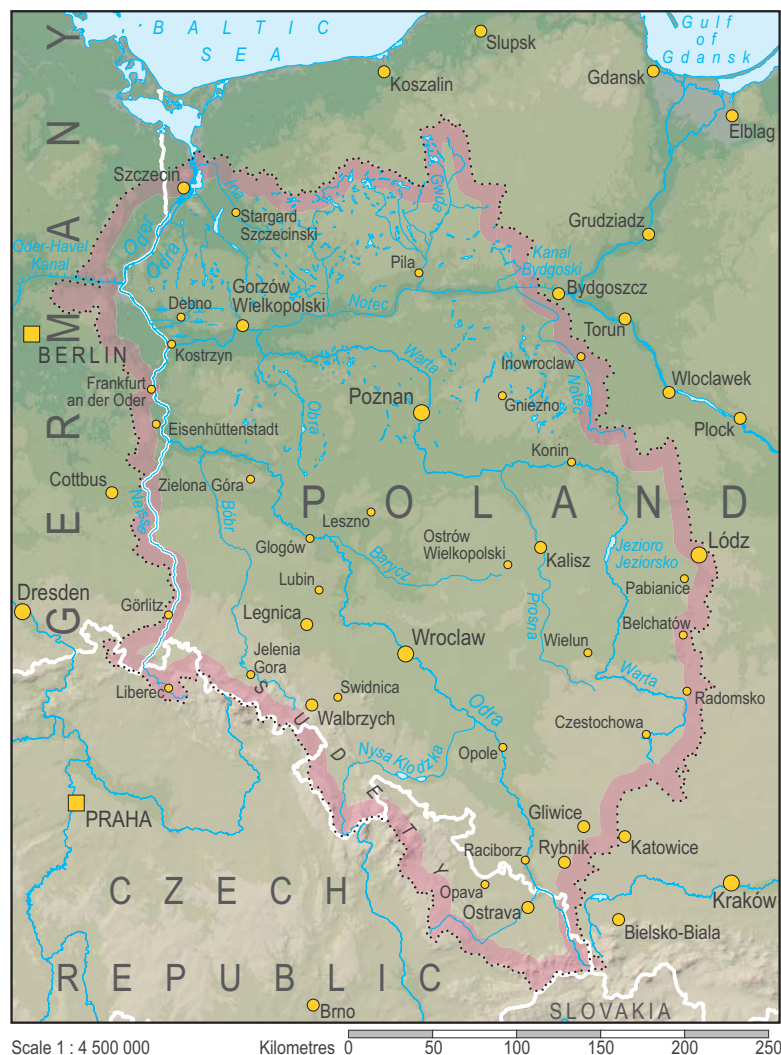 BALTIC
SEA
Gulf
of
Gdansk
Slupsk
Koszalin
Gdansk
Elblag
GERMANY
Szczecin
Ina
Stargard
Szczecinski
Gwda
Grudziadz
Oder
Odra
Oder-Havel
Kanal
Pila
Kanal
Bydgoski
Bydgoszcz
Debno
Gorzów
Wielkopolski
Notec
Torun
BERLIN
Kostrzyn
Warta
Inowroclaw
Notec
Frankfurt
an der Oder
Poznan
Gniezno
Wloclawek
Obra
Plock
Eisenhüttenstadt
Konin
Cottbus
Neisse
Zielona Góra
Bobr
POLAND
Leszno
Glogów
Barycz
Ostrów
Wielkopolski
Kalisz
Jezioro
Jeziorsko
Lódz
Pabianice
Lubin
Prosna
Dresden
Görlitz
Legnica
Belchatów
Wroclaw
Wielun
Jelenia
Gora
Warta
Liberec
Swidnica
Radomsko
SUDETY
Walbrzych
Odra
Czestochowa
Nysa Klodzka
Opole
PRAHA
Gliwice
Katowice
Raciborz
Rybnik
CZECH
Opava
Kraków
Ostrava
Bielsko-Biala
REPUBLIC
SLOVAKIA
Brno
Scale 1 : 4 500 000
Kilometres 0 50 100 150 200 250